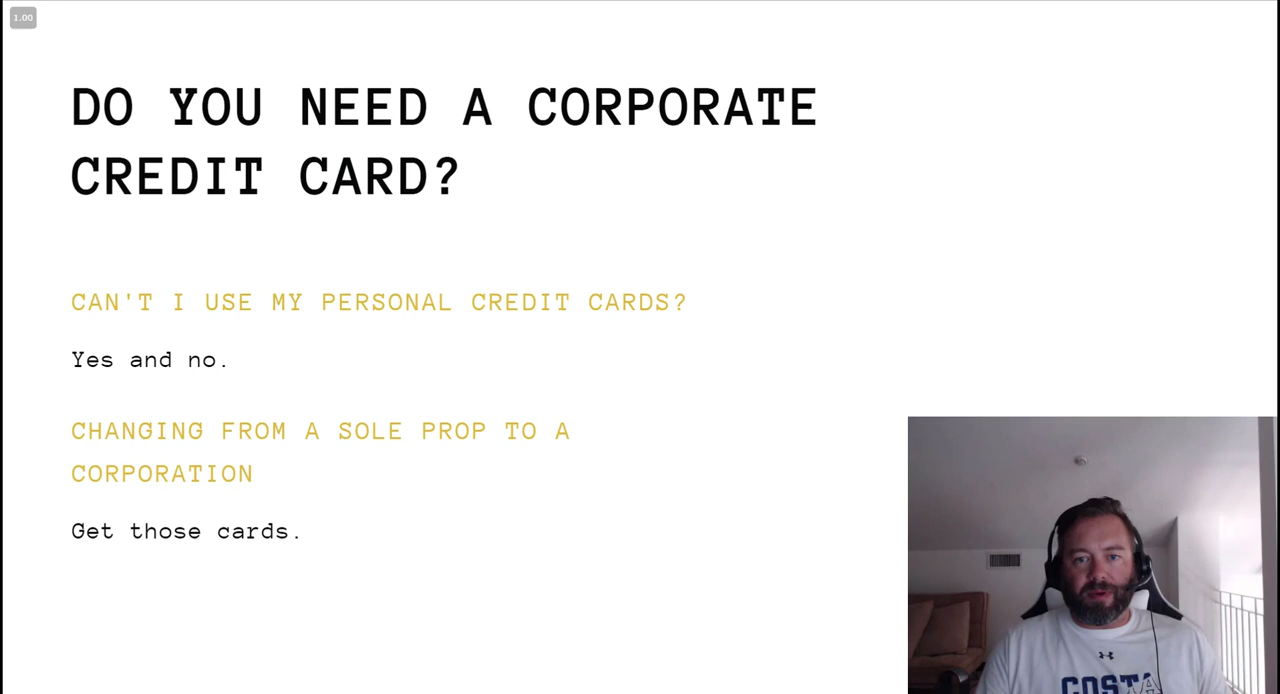 1.00
DO YOU NEED A CORPORATE
CREDIT CARD?
CAN'T I USE MY PERSONAL CREDIT CARDS?
Yes and no.
CHANGING FROM A SOLE PROP TO A
CORPORATION
Get those cards.
COSTA